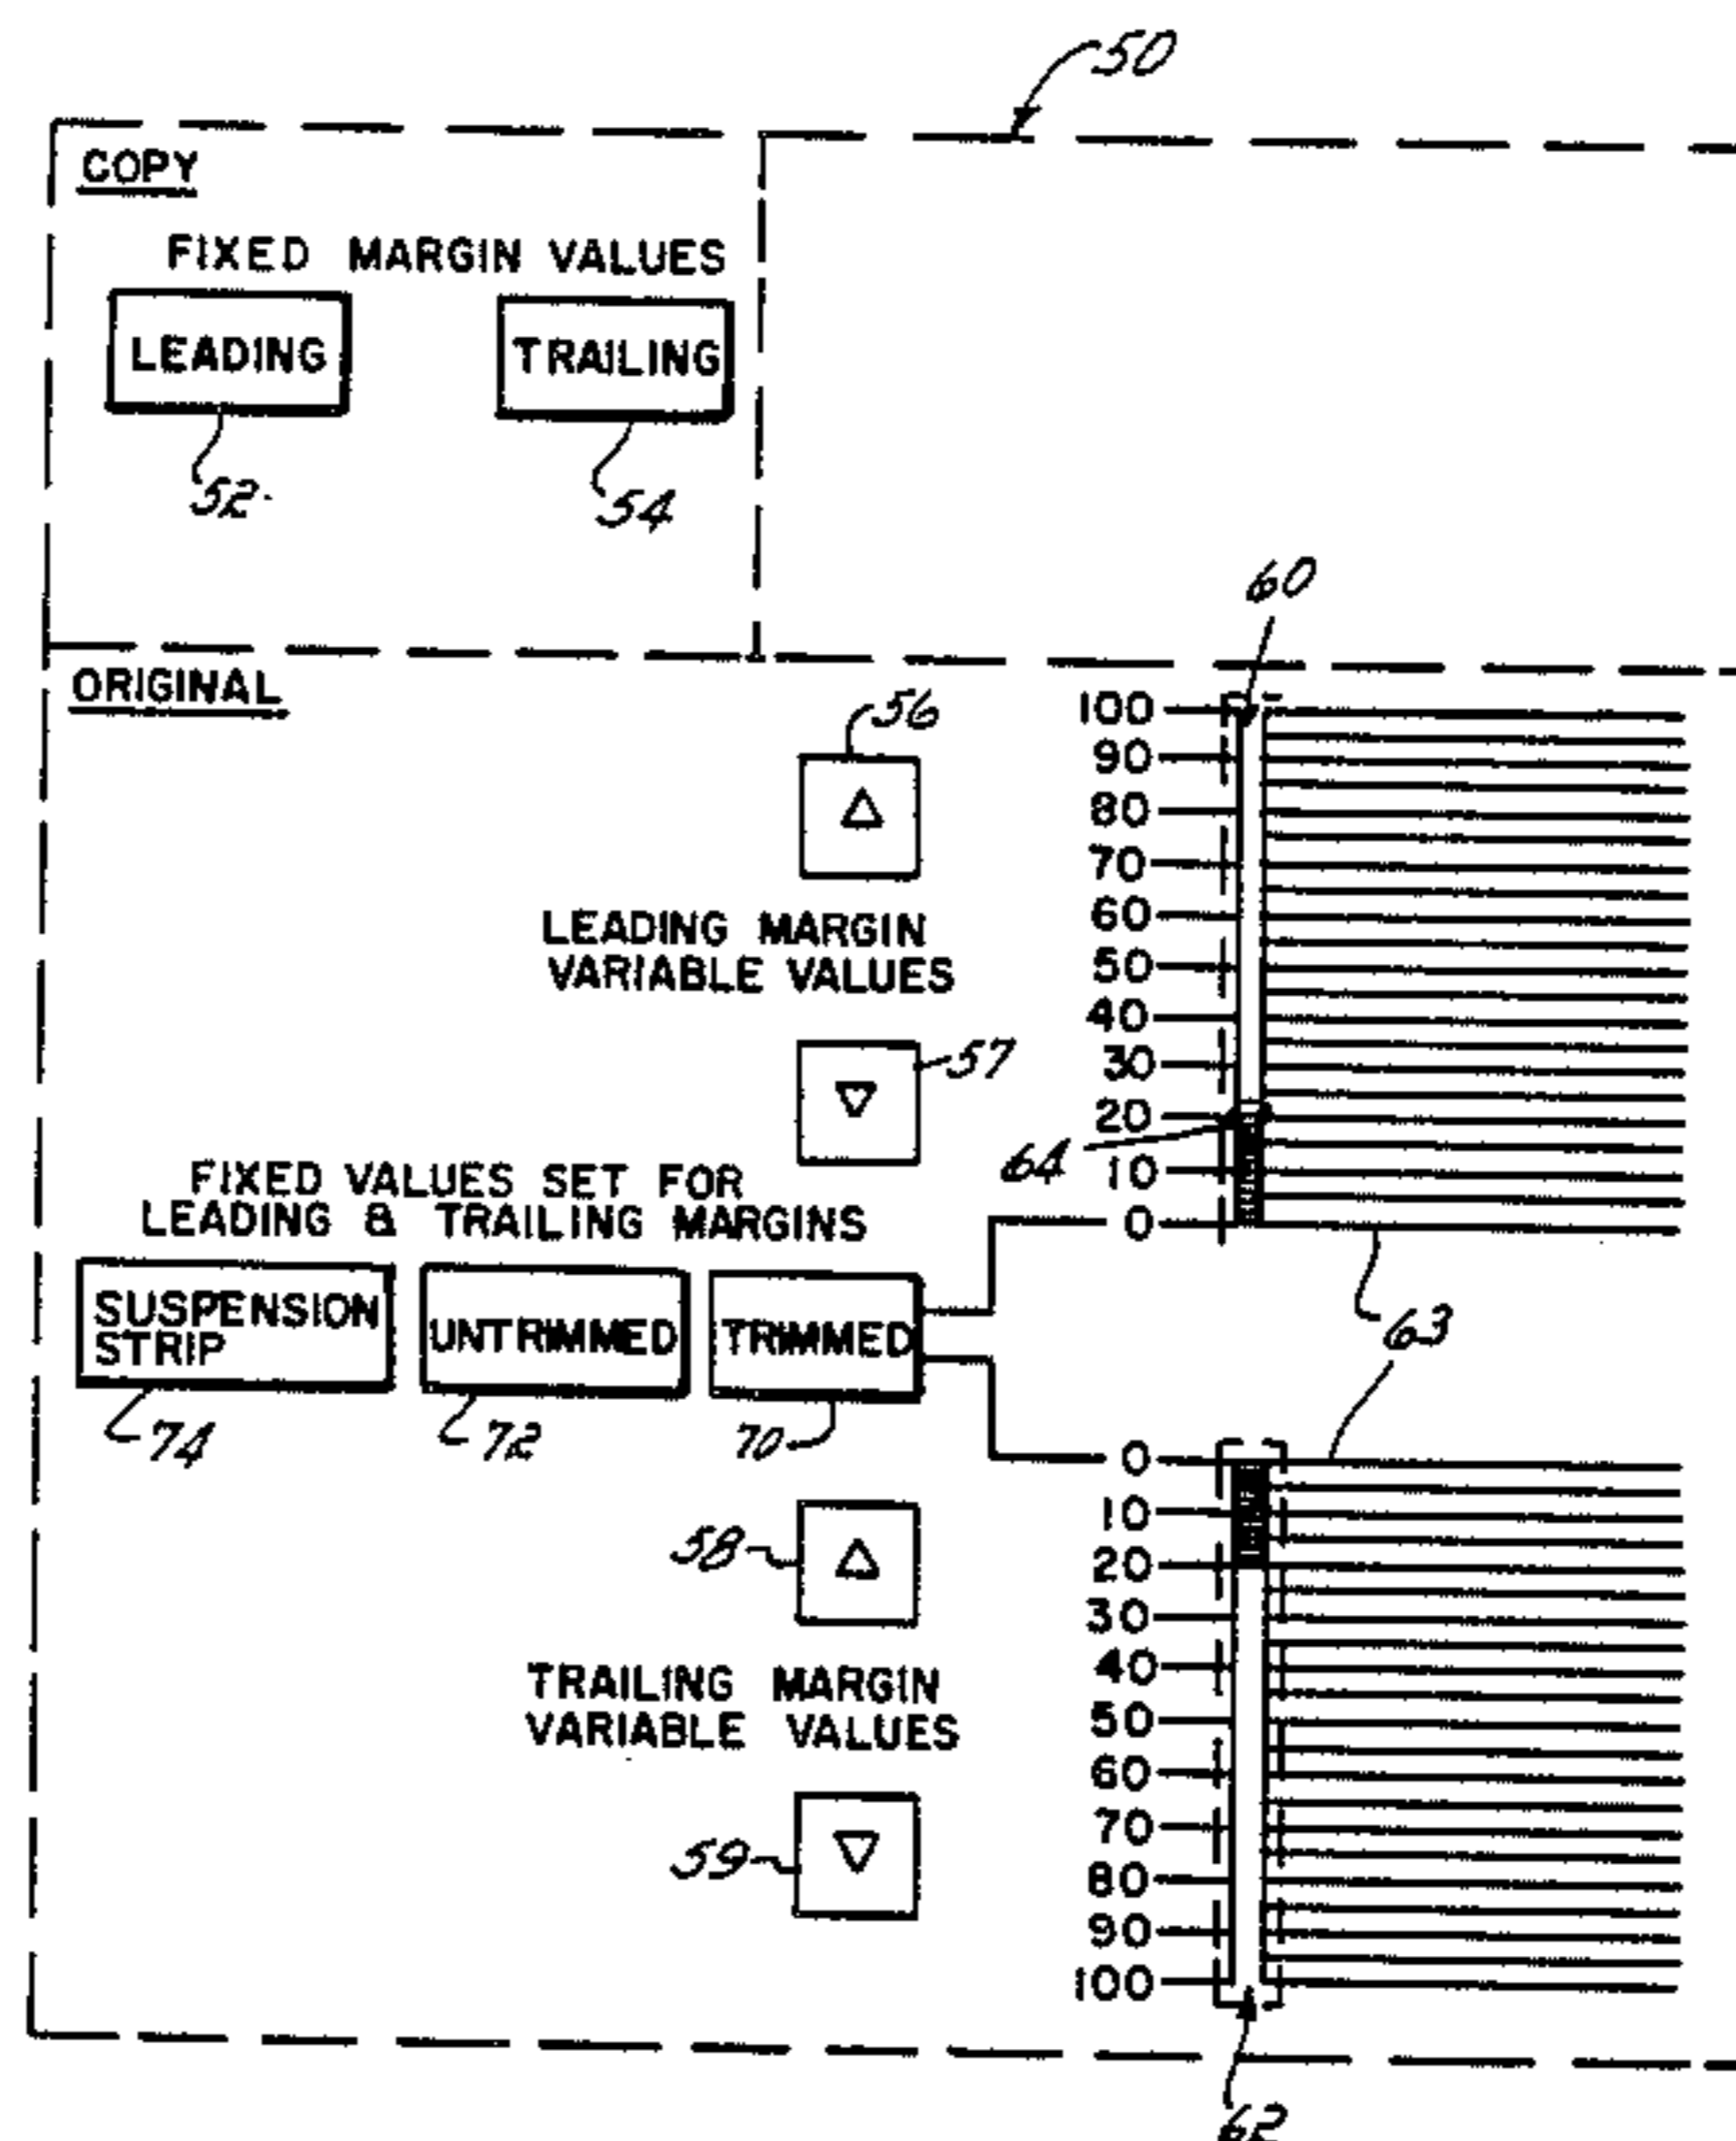 50
COPY
FIXED MARGIN VALUES
LEADING
TRAILING
52
54
60
ORIGINAL
56
100
90
80
70
60
50
40
30
20
10
0
LEADING MARGIN
VARIABLE VALUES
57
64
FIXED VALUES SET FOR
LEADING & TRAILING MARGINS
SUSPENSION
STRIP
UNTRIMMED
TRIMMED
63
74
72
70
0
10
20
30
40
50
60
70
80
90
100
58
TRAILING MARGIN
VARIABLE VALUES
59
62